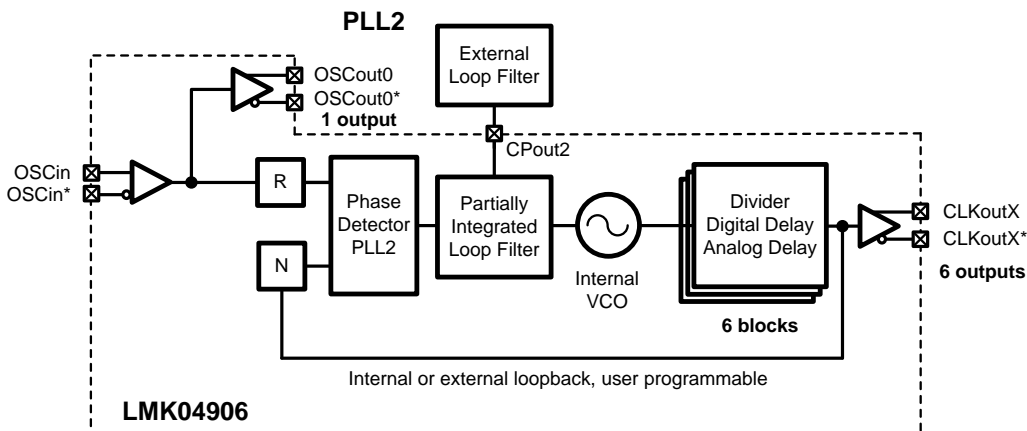 PLL2
External
Loop Filter
OSCout0
OSCout0*
1 output
CPout2
OSCin
OSCin*
R
Phase
Detector
PLL2
Partially
Integrated
Loop Filter
Divider
Digital Delay
Analog Delay
CLKoutX
CLKoutX*
N
Internal
VCO
6 outputs
6 blocks
Internal or external loopback, user programmable
LMK04906